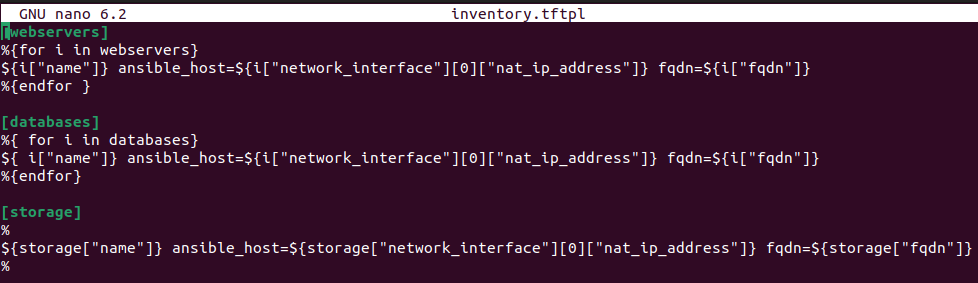 GNU nano 6.2 inventory.tftpl
[webservers]
%{for i in webservers}
${i["name"]} ansible_host=${i["network_interface"][0]["nat_ip_address"]} fqdn=${i["fqdn"]}
%{endfor }
[databases]
%{ for i in databases}
${ i["name"]} ansible_host=${i["network_interface"][0]["nat_ip_address"]} fqdn=${i["fqdn"]}
%{endfor}
[storage]
%
${storage["name"]} ansible_host=${storage["network_interface"][0]["nat_ip_address"]} fqdn=${storage["fqdn"]}
%